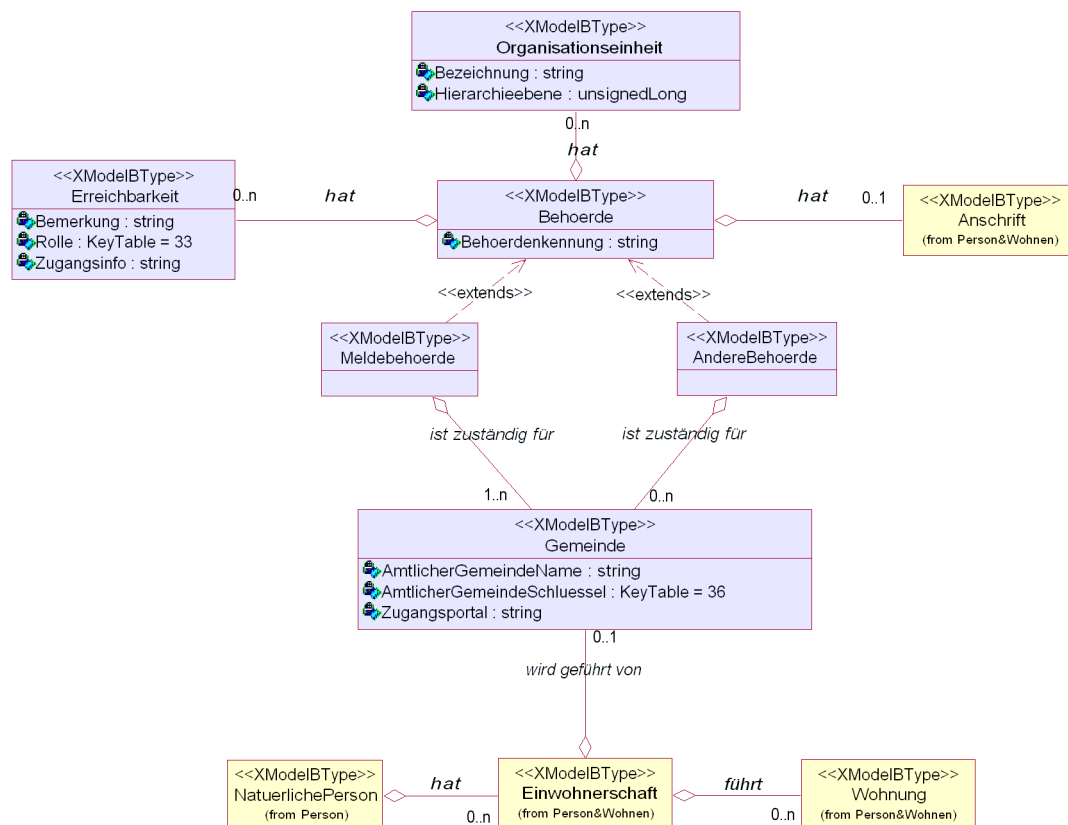 <<XModelBType>>
Organisationseinheit
Bezeichnung : string
Hierarchieebene : unsignedLong
0..n
hat
<<XModelBType>>
Erreichbarkeit
Bemerkung : string
Rolle : KeyTable = 33
Zugangsinfo : string
0..n
hat
<<XModelBType>>
Behoerde
Behoerdenkennung : string
hat
0..1
<<XModelBType>>
Anschrift
(from Person&Wohnen)
<<extends>>
<<extends>>
<<XModelBType>>
Meldebehoerde
<<XModelBType>>
AndereBehoerde
ist zuständig für
ist zuständig für
1..n
0..n
<<XModelBType>>
Gemeinde
AmtlicherGemeindeName : string
AmtlicherGemeindeSchluessel : KeyTable = 36
Zugangsportal : string
0..1
wird geführt von
<<XModelBType>>
NatuerlichePerson
(from Person)
hat
0..n
<<XModelBType>>
Einwohnerschaft
(from Person&Wohnen)
führt
0..n
<<XModelBType>>
Wohnung
(from Person&Wohnen)